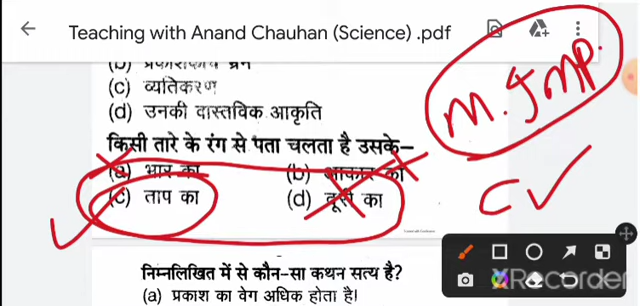 Teaching with Anand Chauhan (Science) .pdf
(c) व्यतिकरण
(d) उनकी वास्तविक आकृति
किसी तारे के रंग से पता चलता है उसके–
(a) भार का (b) आकार का
(c) ताप का (d) दूरी का
M. Imp.
C
निम्नलिखित में से कौन-सा कथन सत्य है?
(a) प्रकाश का वेग अधिक होता है।
XRecorder